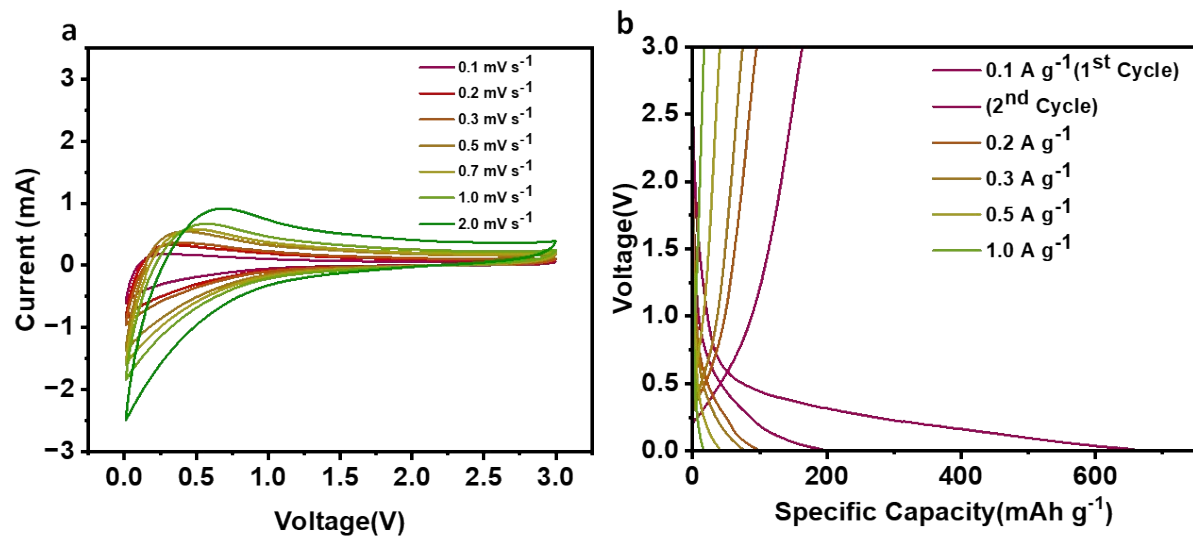 a
3
2
1
0
−1
−2
−3
Current (mA)
0.0
0.5
1.0
1.5
2.0
2.5
3.0
Voltage(V)
0.1 mV s⁻¹
0.2 mV s⁻¹
0.3 mV s⁻¹
0.5 mV s⁻¹
0.7 mV s⁻¹
1.0 mV s⁻¹
2.0 mV s⁻¹
b
3.0
2.5
2.0
1.5
1.0
0.5
0.0
Voltage(V)
0
200
400
600
Specific Capacity(mAh g⁻¹)
0.1 A g⁻¹(1ˢᵗ Cycle)
(2ⁿᵈ Cycle)
0.2 A g⁻¹
0.3 A g⁻¹
0.5 A g⁻¹
1.0 A g⁻¹